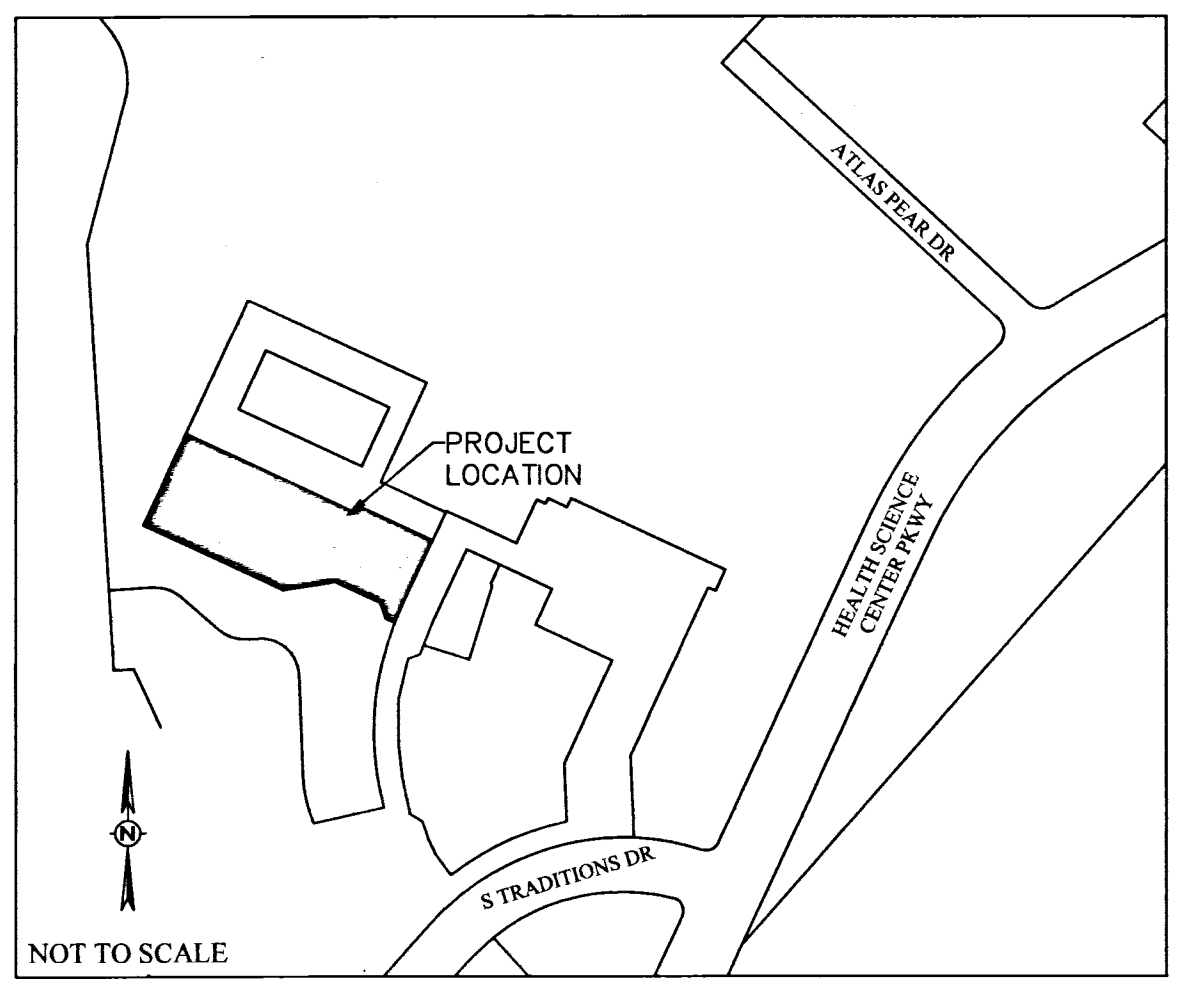 ATLAS PEAR DR
PROJECT
LOCATION
HEALTH SCIENCE
CENTER PKWY
S TRADITIONS DR
N
NOT TO SCALE